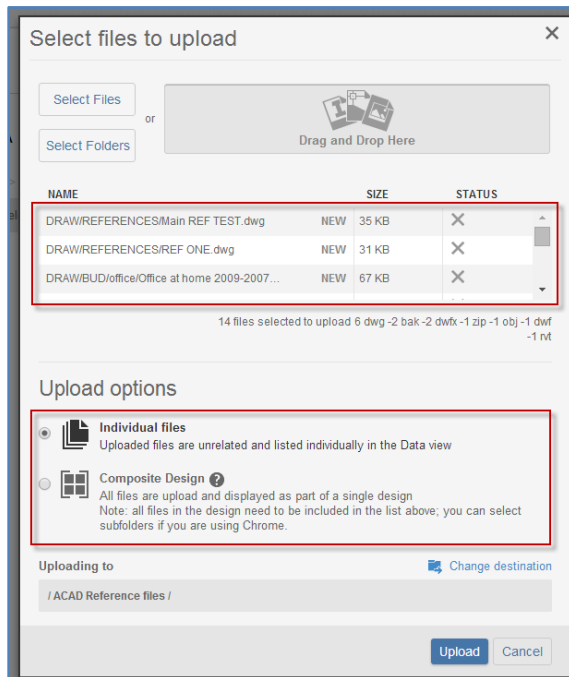 Select files to upload
Select Files
or
Select Folders
Drag and Drop Here
NAME SIZE STATUS
DRAW/REFERENCES/Main REF TEST.dwg NEW 35 KB
DRAW/REFERENCES/REF ONE.dwg NEW 31 KB
DRAW/BUD/office/Office at home 2009-2007... NEW 67 KB
14 files selected to upload 6 dwg -2 bak -2 dwfx -1 zip -1 obj -1 dwf
-1 rvt
Upload options
Individual files
Uploaded files are unrelated and listed individually in the Data view
Composite Design ?
All files are upload and displayed as part of a single design
Note: all files in the design need to be included in the list above; you can select
subfolders if you are using Chrome.
Uploading to Change destination
/ ACAD Reference files /
Upload Cancel